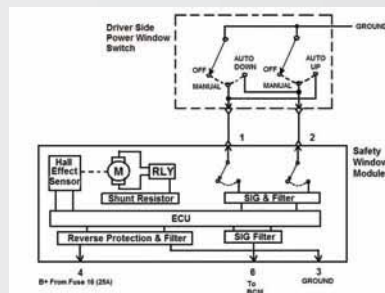 Driver Side
Power Window
Switch
GROUND
OFF
AUTO
DOWN
OFF
AUTO
UP
MANUAL
MANUAL
1
2
Safety
Window
Module
Hall
Effect
Sensor
M
RLY
Shunt Resistor
SIG & Filter
ECU
Reverse Protection & Filter
SIG Filter
4
6
3
B+ From Fuse 16 (25A)
To
BCM
GROUND